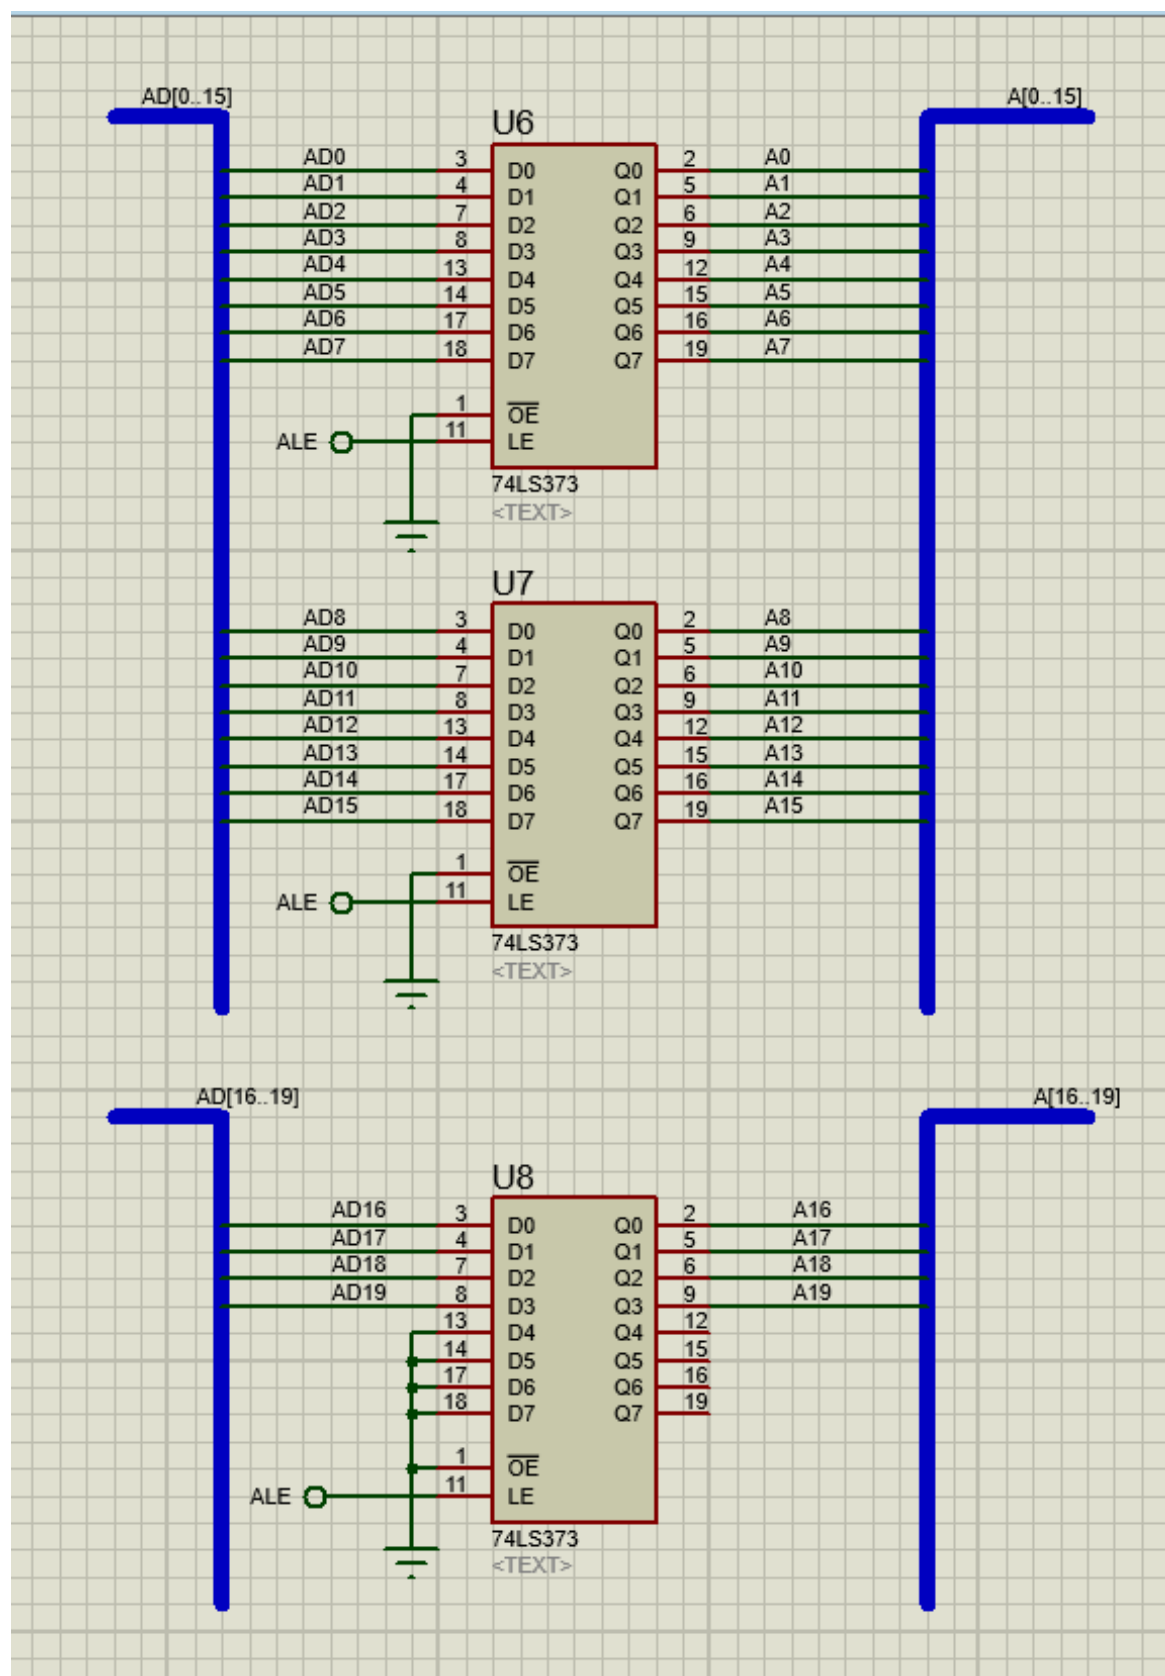 AD[0..15] A[0..15]
U6
AD0 3 D0 Q0 2 A0
AD1 4 D1 Q1 5 A1
AD2 7 D2 Q2 6 A2
AD3 8 D3 Q3 9 A3
AD4 13 D4 Q4 12 A4
AD5 14 D5 Q5 15 A5
AD6 17 D6 Q6 16 A6
AD7 18 D7 Q7 19 A7
1 OE
ALE 11 LE
74LS373
<TEXT>
U7
AD8 3 D0 Q0 2 A8
AD9 4 D1 Q1 5 A9
AD10 7 D2 Q2 6 A10
AD11 8 D3 Q3 9 A11
AD12 13 D4 Q4 12 A12
AD13 14 D5 Q5 15 A13
AD14 17 D6 Q6 16 A14
AD15 18 D7 Q7 19 A15
1 OE
ALE 11 LE
74LS373
<TEXT>
AD[16..19] A[16..19]
U8
AD16 3 D0 Q0 2 A16
AD17 4 D1 Q1 5 A17
AD18 7 D2 Q2 6 A18
AD19 8 D3 Q3 9 A19
13 D4 Q4 12
14 D5 Q5 15
17 D6 Q6 16
18 D7 Q7 19
1 OE
ALE 11 LE
74LS373
<TEXT>